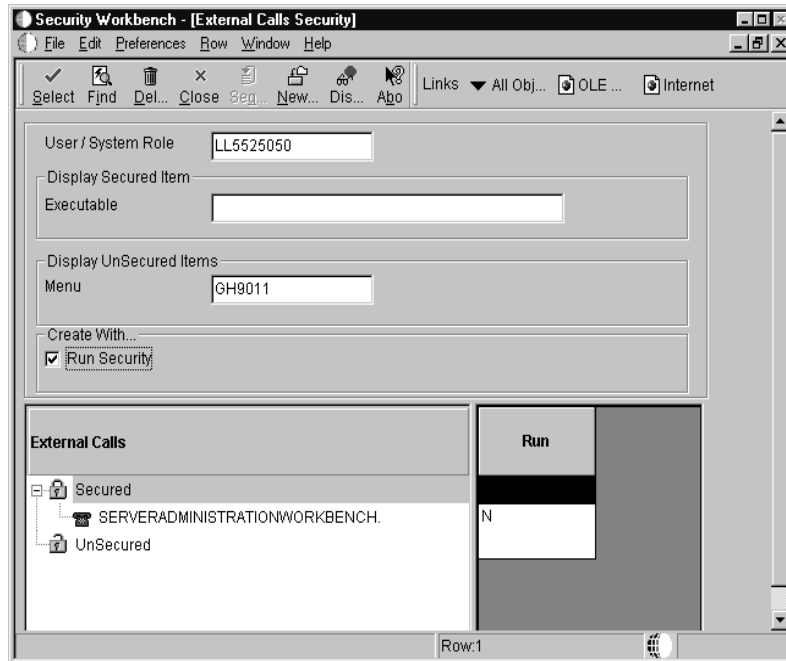 Security Workbench - [External Calls Security]
File Edit Preferences Row Window Help
Select Find Del... Close Seq... New... Dis... Abo Links All Obj... OLE ... Internet
User / System Role LL5525050
Display Secured Item
Executable
Display UnSecured Items
Menu GH9011
Create With...
Run Security
External Calls Run
Secured
SERVERADMINISTRATIONWORKBENCH. N
UnSecured
Row:1